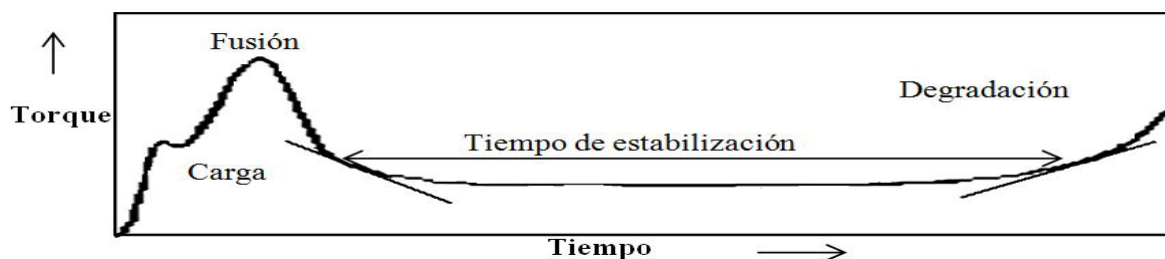 Fusión
Degradación
Torque
Tiempo de estabilización
Carga
Tiempo